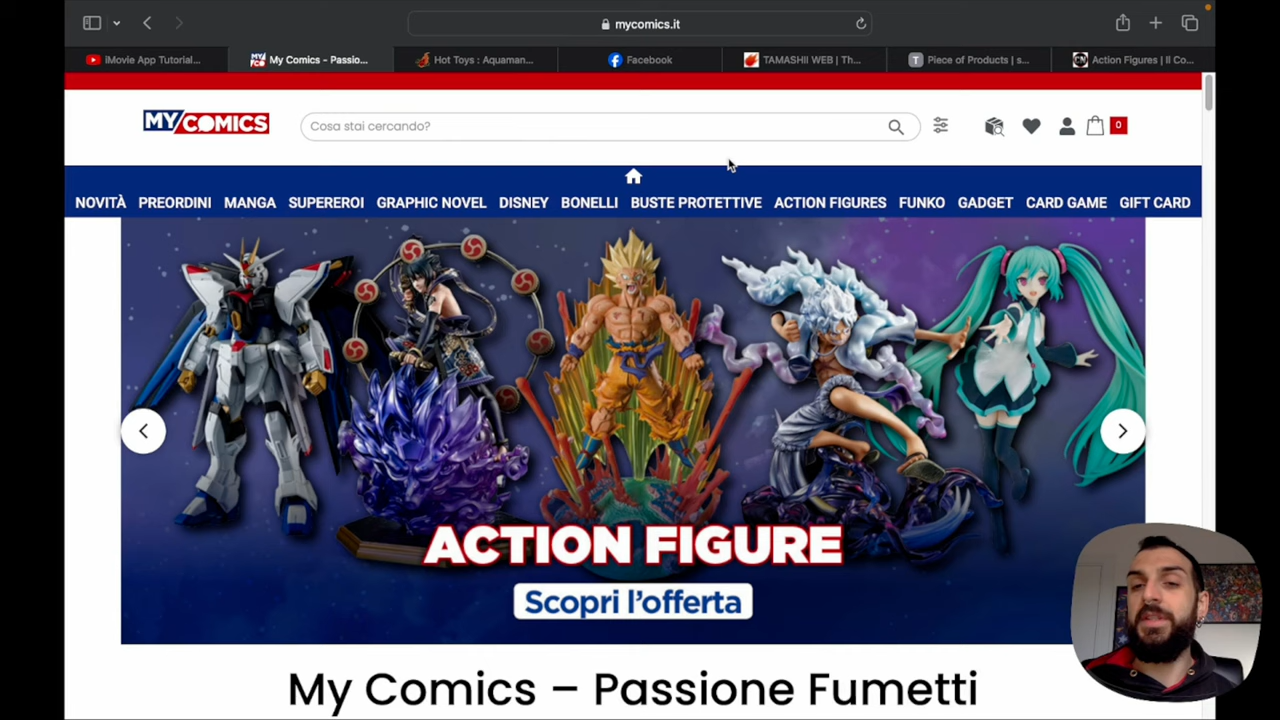 mycomics.it
iMovie App Tutorial...
My Comics - Passio...
Hot Toys : Aquaman...
Facebook
TAMASHII WEB | Th...
Piece of Products | s...
Action Figures | Il Co...
MY COMICS
Cosa stai cercando?
0
NOVITÀ PREORDINI MANGA SUPEREROI GRAPHIC NOVEL DISNEY BONELLI BUSTE PROTETTIVE ACTION FIGURES FUNKO GADGET CARD GAME GIFT CARD
ACTION FIGURE
Scopri l'offerta
My Comics – Passione Fumetti